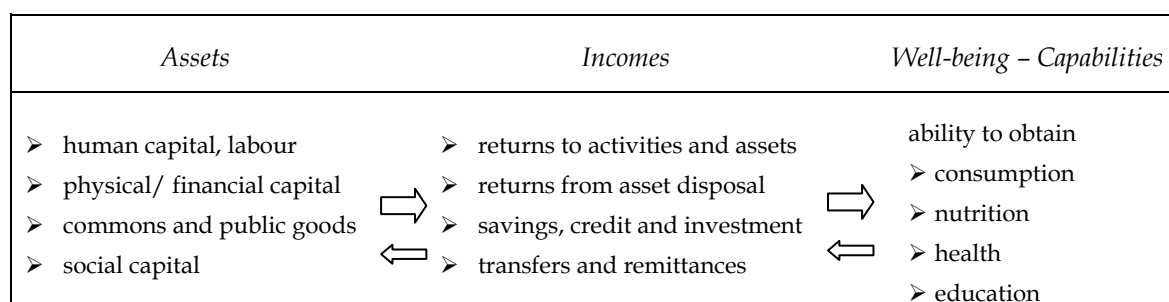 Assets Incomes Well-being – Capabilities
➢ human capital, labour
➢ physical/ financial capital
➢ commons and public goods
➢ social capital
➢ returns to activities and assets
➢ returns from asset disposal
➢ savings, credit and investment
➢ transfers and remittances
ability to obtain
➢ consumption
➢ nutrition
➢ health
➢ education